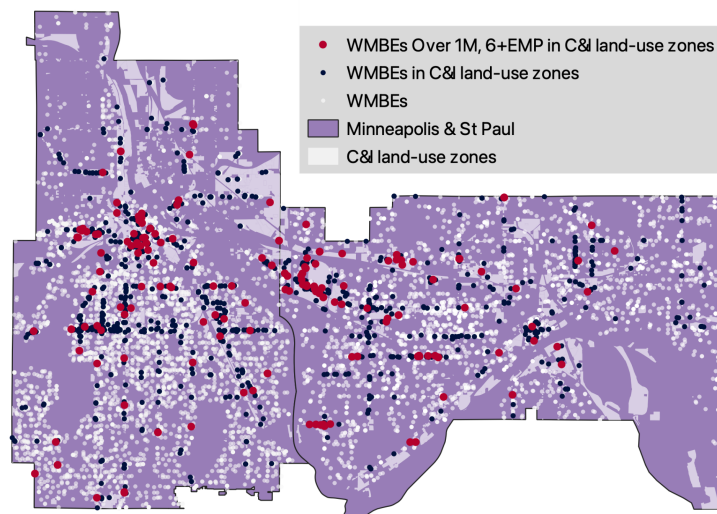 WMBEs Over 1M, 6+EMP in C&I land-use zones
WMBEs in C&I land-use zones
WMBEs
Minneapolis & St Paul
C&I land-use zones